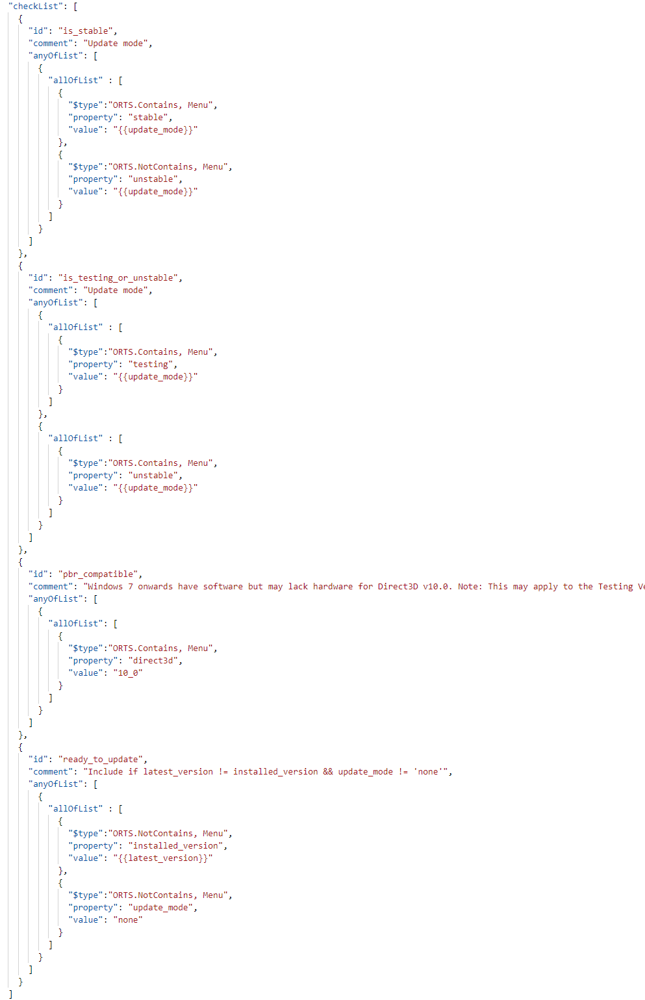 "checkList": [
{
"id": "is_stable",
"comment": "Update mode",
"anyOfList": [
{
"allOfList" : [
{
"$type":"ORTS.Contains, Menu",
"property": "stable",
"value": "{{update_mode}}"
},
{
"$type":"ORTS.NotContains, Menu",
"property": "unstable",
"value": "{{update_mode}}"
}
]
}
]
},
{
"id": "is_testing_or_unstable",
"comment": "Update mode",
"anyOfList": [
{
"allOfList" : [
{
"$type":"ORTS.Contains, Menu",
"property": "testing",
"value": "{{update_mode}}"
}
]
},
{
"allOfList" : [
{
"$type":"ORTS.Contains, Menu",
"property": "unstable",
"value": "{{update_mode}}"
}
]
}
]
},
{
"id": "pbr_compatible",
"comment": "Windows 7 onwards have software but may lack hardware for Direct3D v10.0. Note: This may apply to the Testing
"anyOfList": [
{
"allOfList": [
{
"$type":"ORTS.Contains, Menu",
"property": "direct3d",
"value": "10_0"
}
]
}
]
},
{
"id": "ready_to_update",
"comment": "Include if latest_version != installed_version && update_mode != 'none'",
"anyOfList": [
{
"allOfList" : [
{
"$type":"ORTS.NotContains, Menu",
"property": "installed_version",
"value": "{{latest_version}}"
},
{
"$type":"ORTS.NotContains, Menu",
"property": "update_mode",
"value": "none"
}
]
}
]
}
]